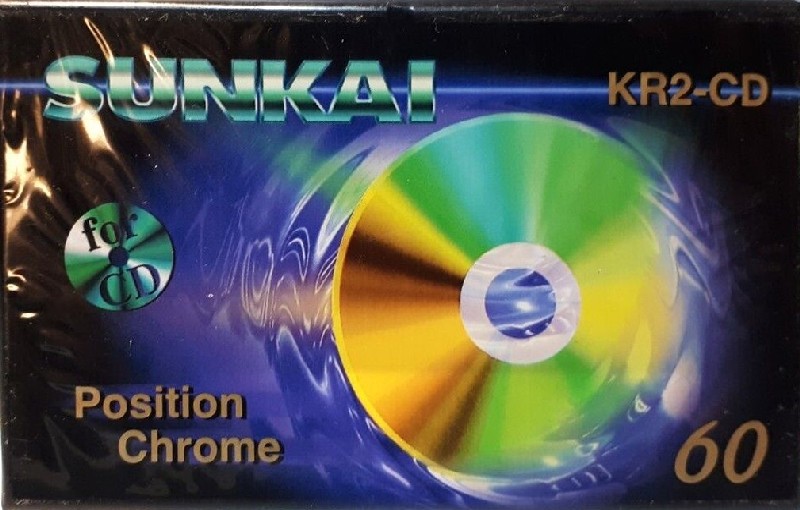 SUNKAI
KR2-CD
for
CD
Position
Chrome
60